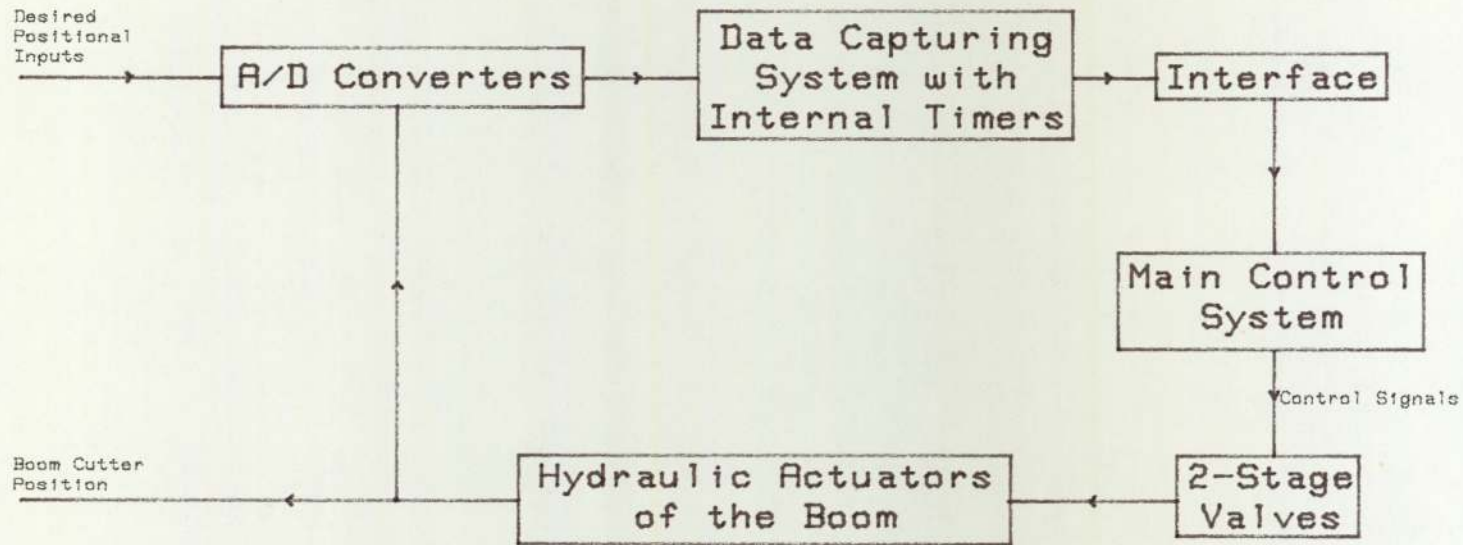 Desired
Positional
Inputs
A/D Converters
Data Capturing
System with
Internal Timers
Interface
Main Control
System
Control Signals
2-Stage
Valves
Hydraulic Actuators
of the Boom
Boom Cutter
Position